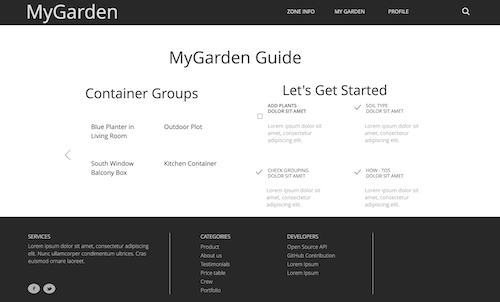 MyGarden
ZONE INFO
MY GARDEN
PROFILE
MyGarden Guide
Container Groups
Blue Planter in
Living Room
Outdoor Plot
South Window
Balcony Box
Kitchen Container
Let's Get Started
ADD PLANTS
DOLOR SIT AMET
Lorem ipsum dolor sit
amet, consectetur
adipiscing elit.
SOIL TYPE
DOLOR SIT AMET
Lorem ipsum dolor sit
amet, consectetur
adipiscing elit.
CHECK GROUPING
DOLOR SIT AMET
Lorem ipsum dolor sit
amet, consectetur
adipiscing elit.
HOW - TOS
DOLOR SIT AMET
Lorem ipsum dolor sit
amet, consectetur
adipiscing elit.
SERVICES
Lorem ipsum dolor sit amet, consectetur adipiscing elit.
Nunc ullamcorper condimentum ultrices. Cras
euismod ornare laoreet.
CATEGORIES
Product
About us
Testimonials
Price table
Crew
Portfolio
DEVELOPERS
Open Source API
GitHub Contribution
Lorem Ipsum
Lorem Ipsum